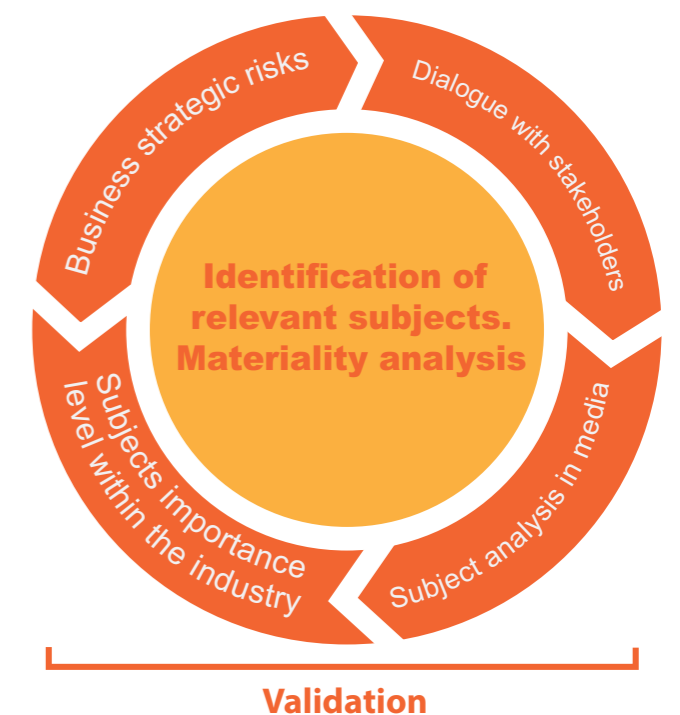 Business strategic risks
Dialogue with stakeholders
Identification of
relevant subjects.
Materiality analysis
Subject analysis in media
Subjects importance
level within the industry
Validation